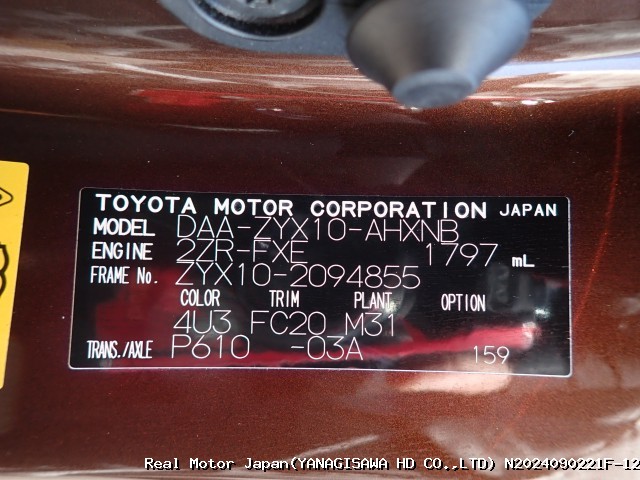 TOYOTA MOTOR CORPORATION JAPAN
MODEL DAA-ZYX10-AHXNB
ENGINE 2ZR-FXE 1797 mL
FRAME No. ZYX10-2094855
COLOR TRIM PLANT OPTION
4U3 FC20 M31
TRANS./AXLE P610 -03A 159
Real Motor Japan(YANAGISAWA HD CO.,LTD) N2024090221F-12